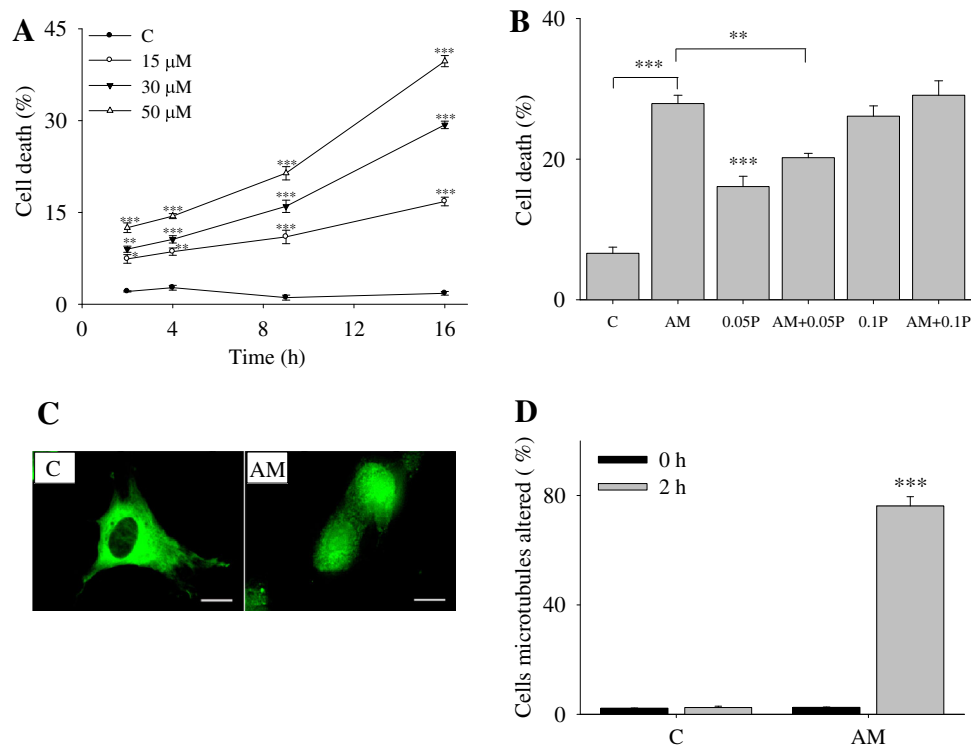 A
45
30
15
0
Cell death (%)
C
15 μM
30 μM
50 μM
***
***
***
***
***
***
***
***
***
**
**
*
0
4
8
12
16
Time (h)
B
40
20
0
Cell death (%)
***
**
***
C
AM
0.05P
AM+0.05P
0.1P
AM+0.1P
C
C
AM
D
80
40
0
Cells microtubules altered (%)
0 h
2 h
***
C
AM